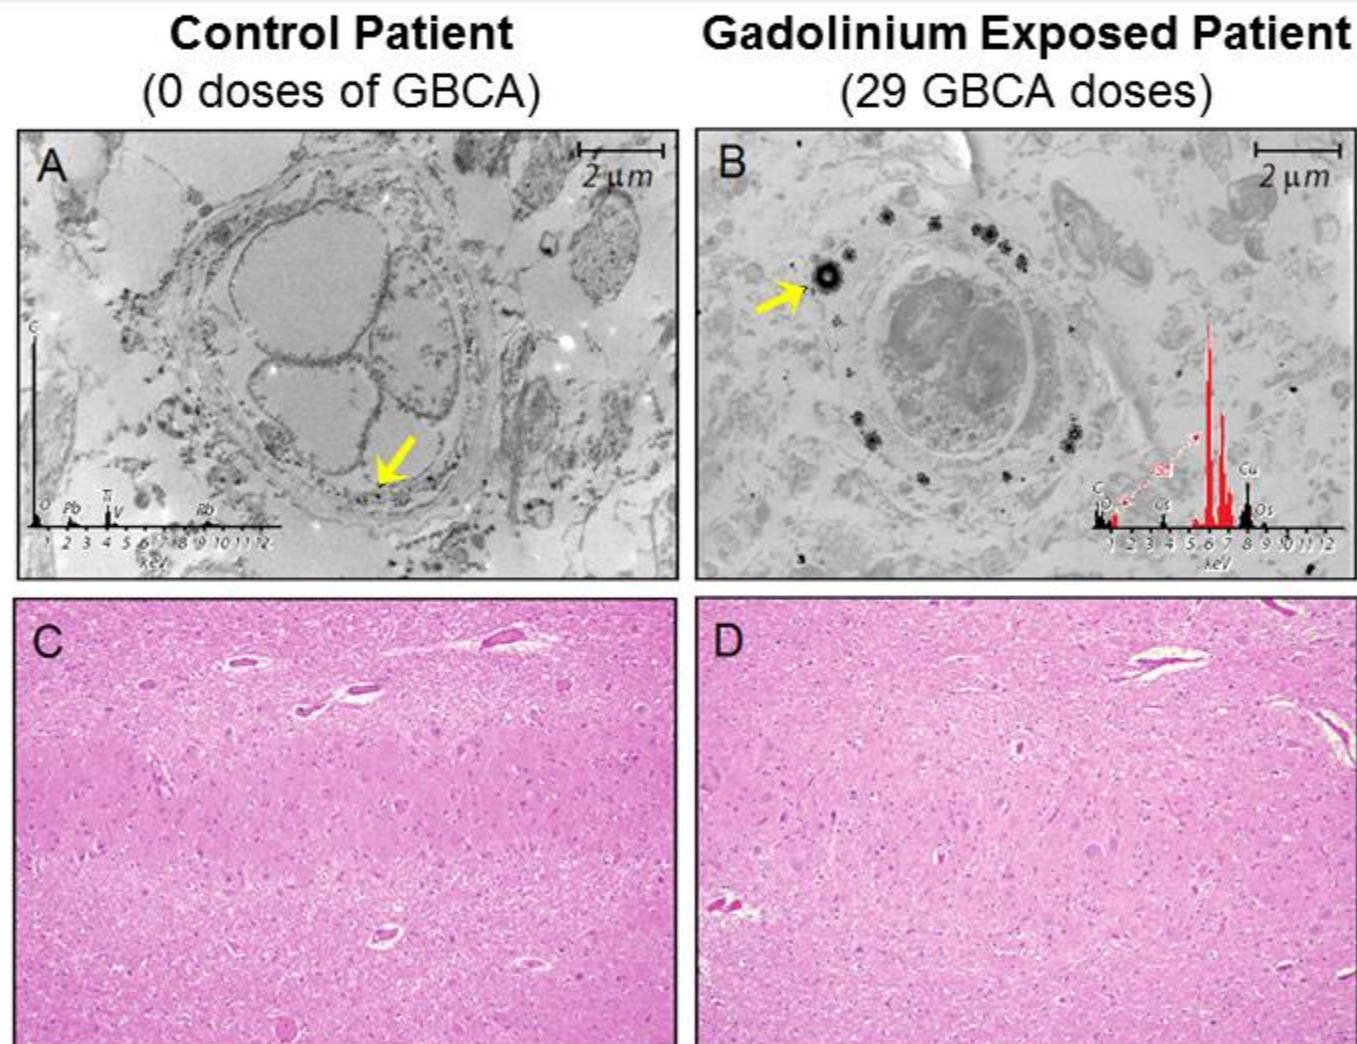 Control Patient
(0 doses of GBCA)
Gadolinium Exposed Patient
(29 GBCA doses)
A
2 μm
C
O
Pb
Ti
V
Rb
1 2 3 4 5 6 7 8 9 10 11 12
keV
B
2 μm
C
O
Gd
Cs
Cu
Os
1 2 3 4 5 6 7 8 9 10 11 12
keV
C
D